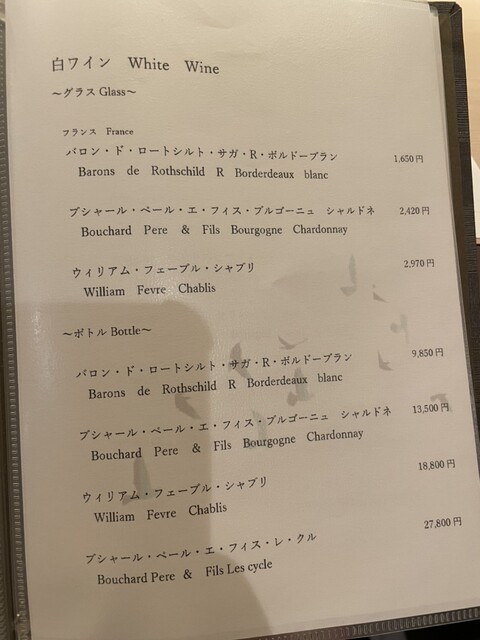 白ワイン White Wine
～グラス Glass～
フランス France
バロン・ド・ロートシルト・サガ・R・ボルドーブラン 1,650円
Barons de Rothschild R Borderdeaux blanc
ブシャール・ペール・エ・フィス・ブルゴーニュ シャルドネ 2,420円
Bouchard Pere & Fils Bourgogne Chardonnay
ウィリアム・フェーブル・シャブリ 2,970円
William Fevre Chablis
～ボトル Bottle～
バロン・ド・ロートシルト・サガ・R・ボルドーブラン 9,850円
Barons de Rothschild R Borderdeaux blanc
ブシャール・ペール・エ・フィス・ブルゴーニュ シャルドネ 13,500円
Bouchard Pere & Fils Bourgogne Chardonnay
ウィリアム・フェーブル・シャブリ 18,800円
William Fevre Chablis
ブシャール・ペール・エ・フィス・レ・クル 27,800円
Bouchard Pere & Fils Les cycle